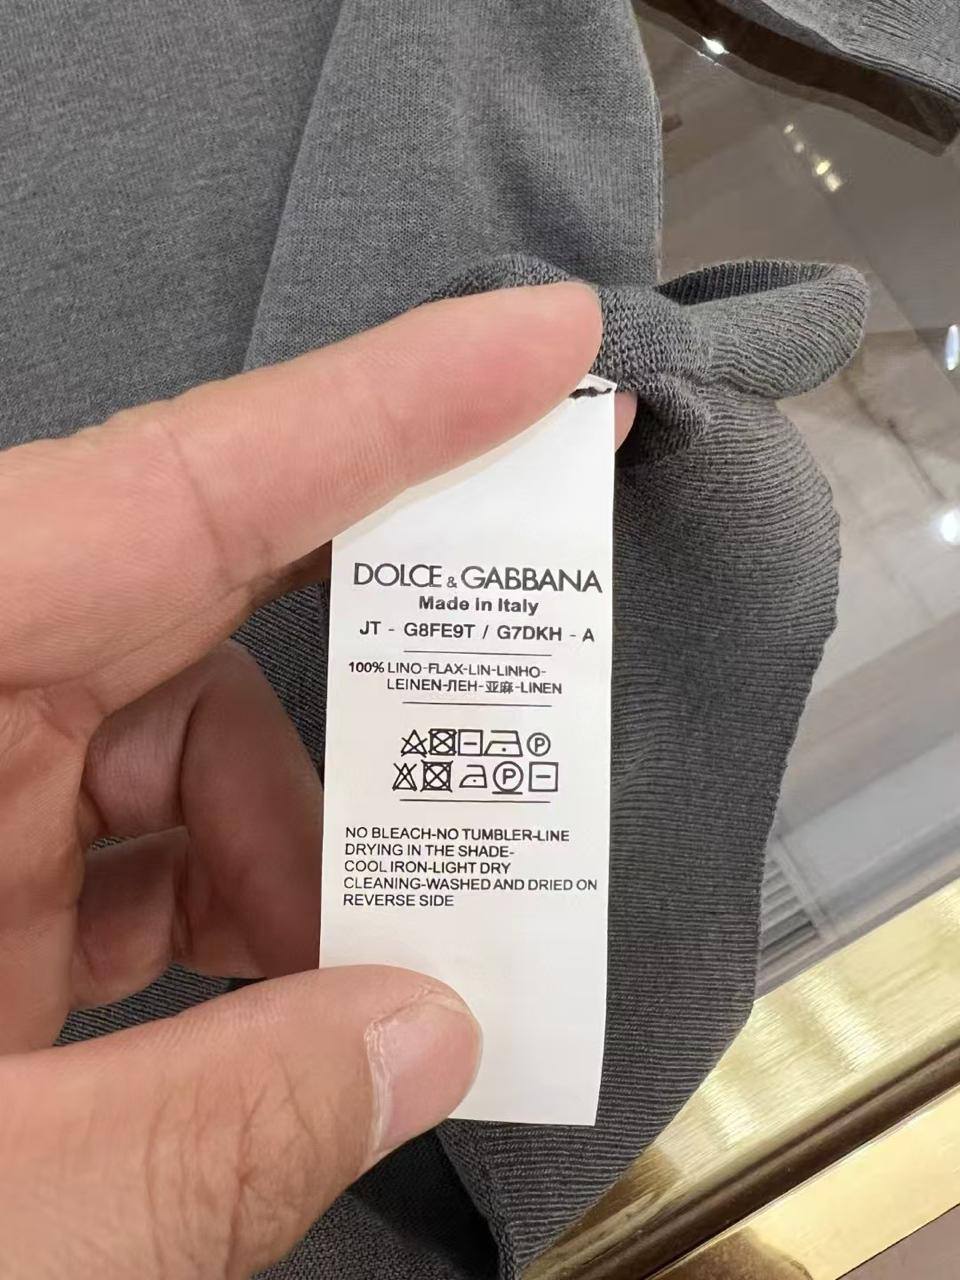 DOLCE & GABBANA
Made in Italy
JT - G8FE9T / G7DKH - A
100% LINO-FLAX-LIN-LINHO-
LEINEN-ЛЕН-亚麻-LINEN
P
P
NO BLEACH-NO TUMBLER-LINE
DRYING IN THE SHADE-
COOL IRON-LIGHT DRY
CLEANING-WASHED AND DRIED ON
REVERSE SIDE